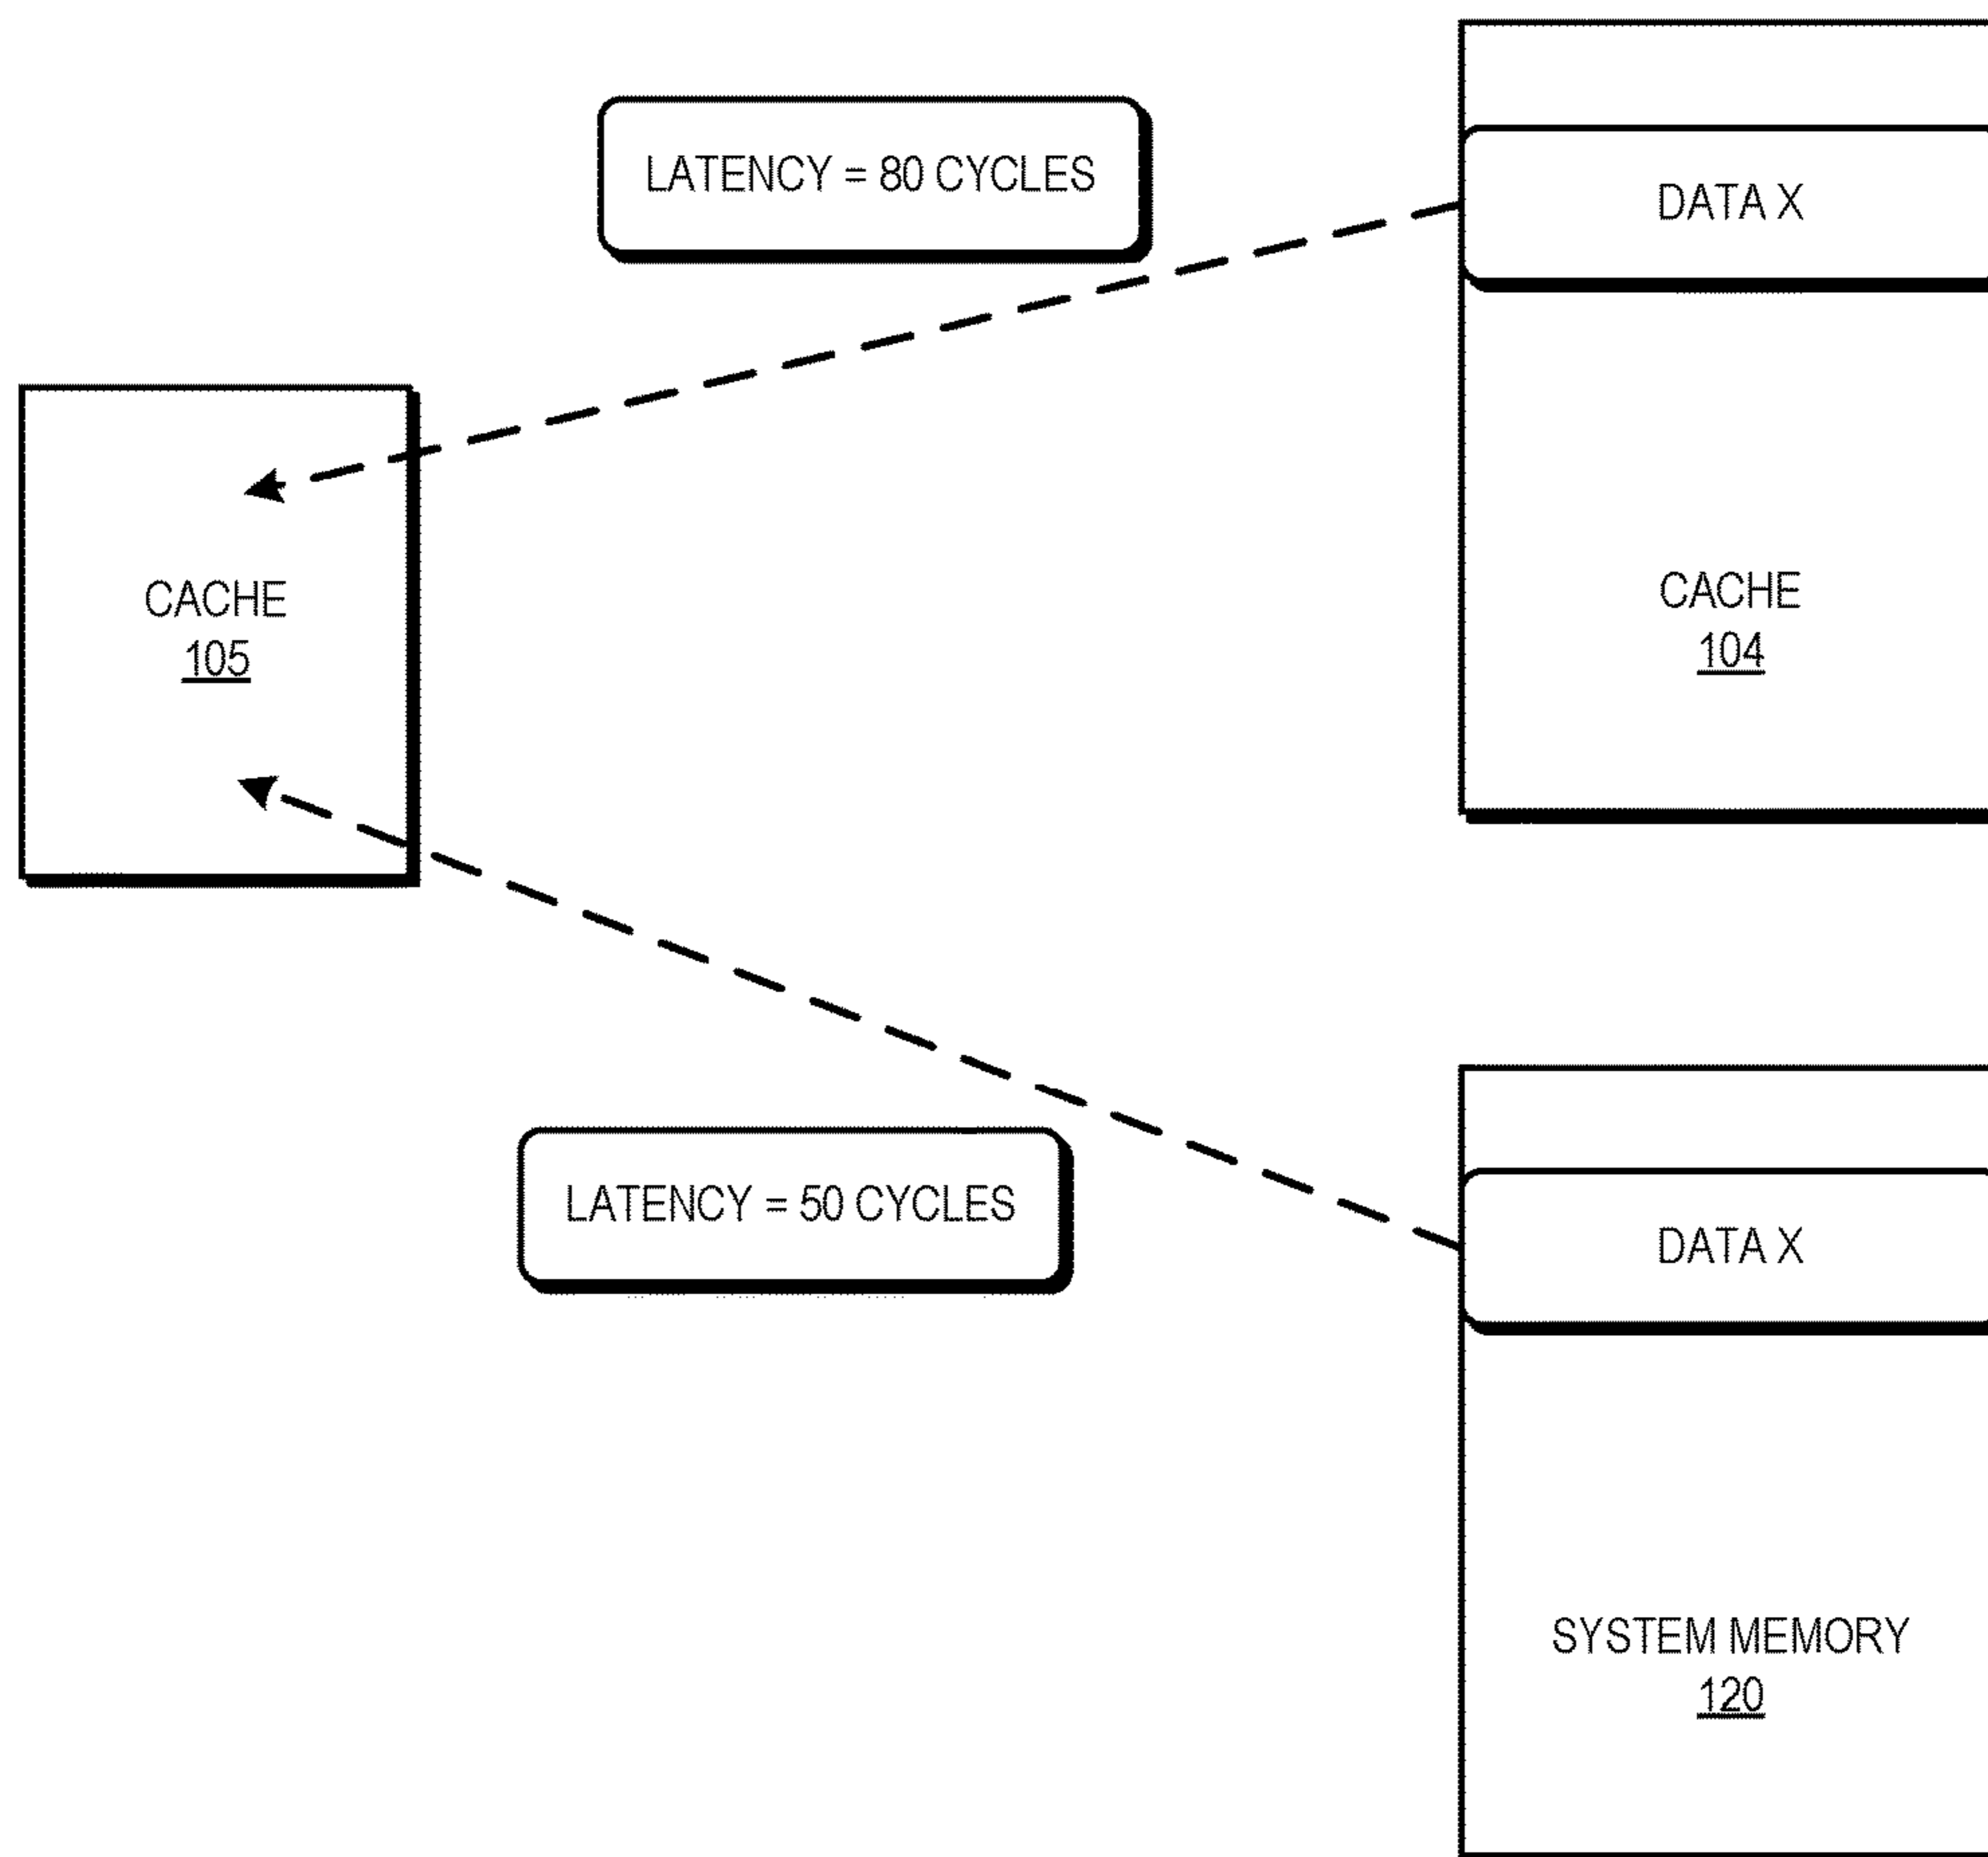 LATENCY = 80 CYCLES
DATA X
CACHE
105
CACHE
104
LATENCY = 50 CYCLES
DATA X
SYSTEM MEMORY
120